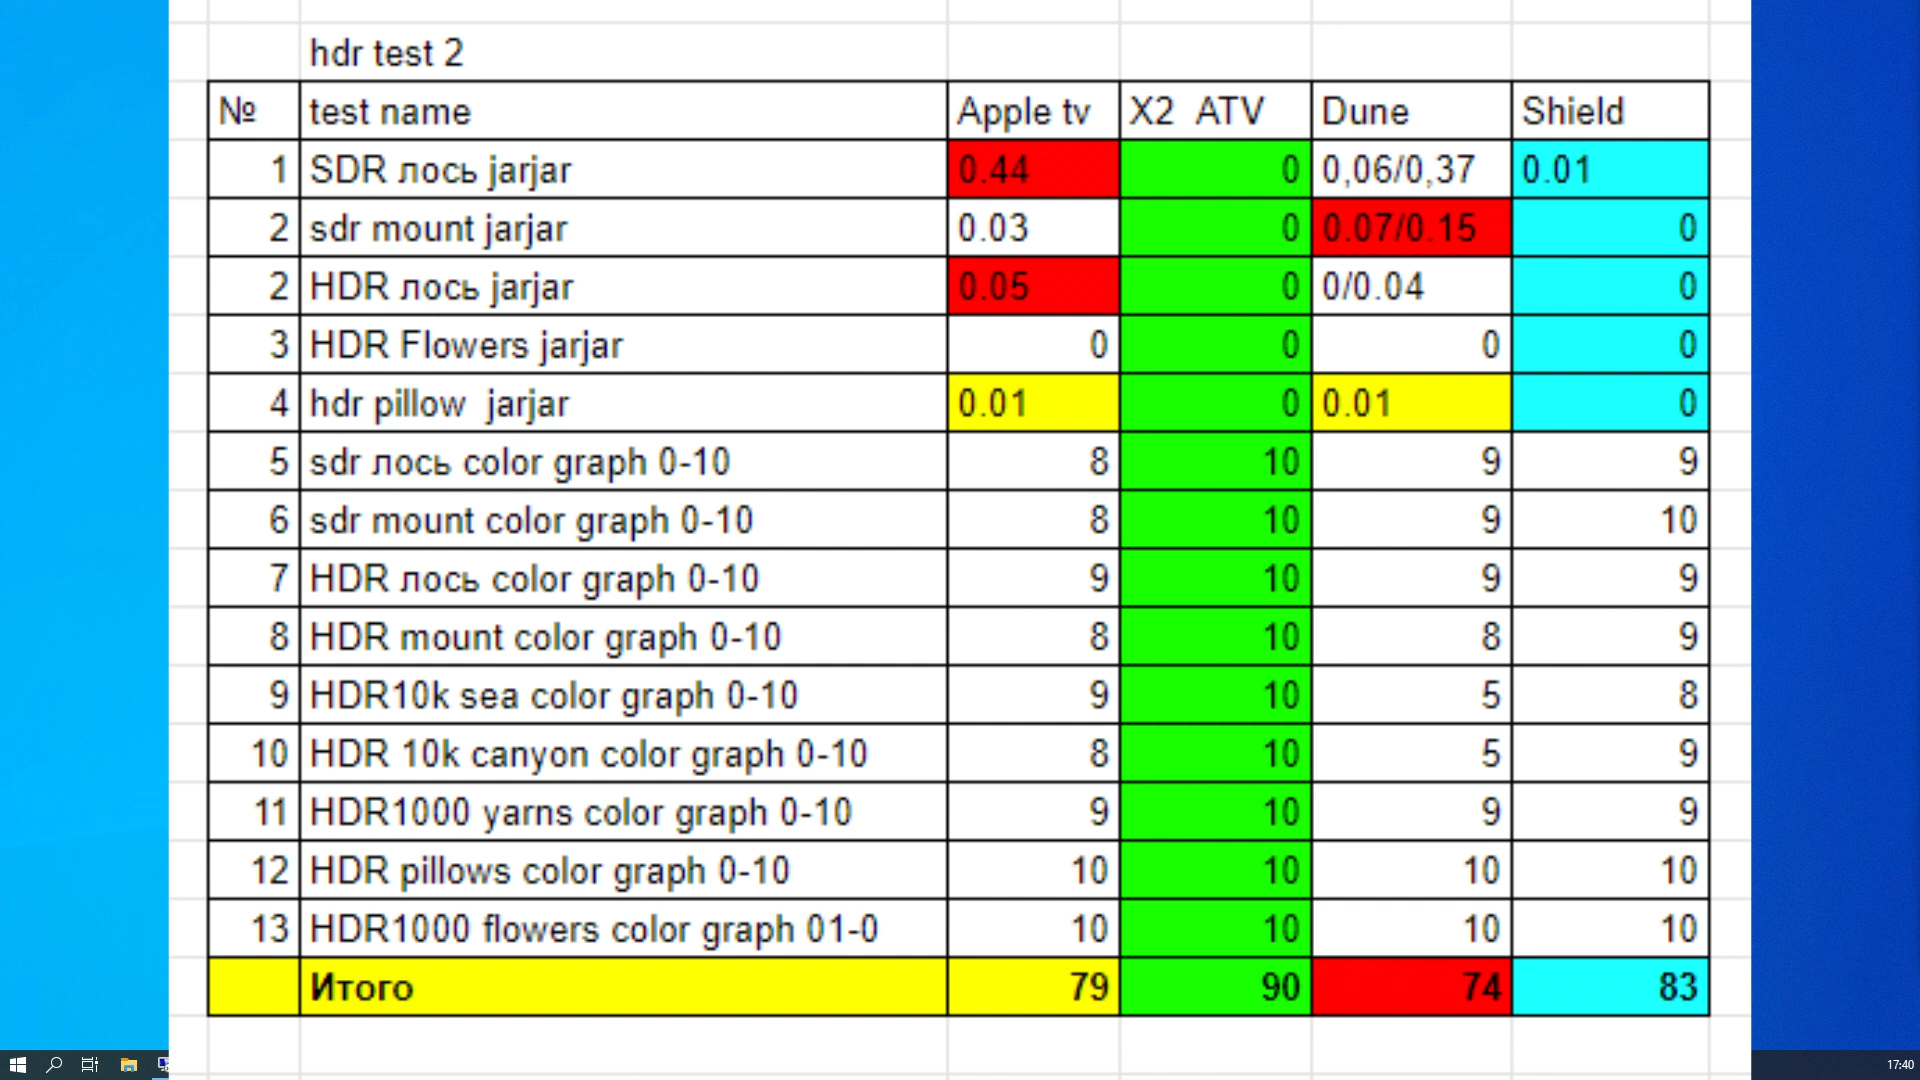 hdr test 2
№ test name Apple tv X2 ATV Dune Shield
1 SDR лось jarjar 0.44 0 0,06/0,37 0.01
2 sdr mount jarjar 0.03 0 0.07/0.15 0
2 HDR лось jarjar 0.05 0 0/0.04 0
3 HDR Flowers jarjar 0 0 0 0
4 hdr pillow jarjar 0.01 0 0.01 0
5 sdr лось color graph 0-10 8 10 9 9
6 sdr mount color graph 0-10 8 10 9 10
7 HDR лось color graph 0-10 9 10 9 9
8 HDR mount color graph 0-10 8 10 8 9
9 HDR10k sea color graph 0-10 9 10 5 8
10 HDR 10k canyon color graph 0-10 8 10 5 9
11 HDR1000 yarns color graph 0-10 9 10 9 9
12 HDR pillows color graph 0-10 10 10 10 10
13 HDR1000 flowers color graph 01-0 10 10 10 10
Итого 79 90 74 83
17:40